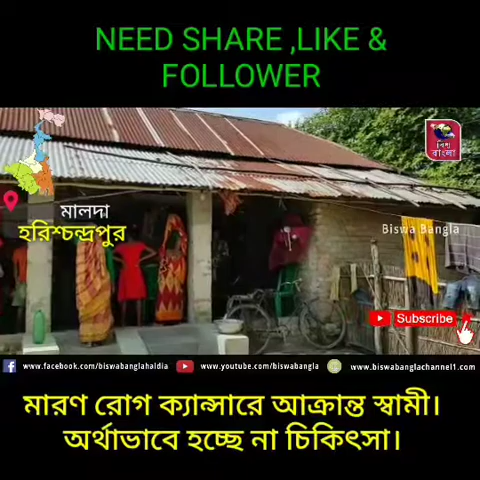 NEED SHARE ,LIKE &
FOLLOWER
বিশ্ব
বাংলা
মালদা
হরিশ্চন্দ্রপুর
Biswa Bangla
Subscribe
www.facebook.com/biswabanglahaldia
www.youtube.com/biswabangla
www.biswabanglachannel1.com
মারণ রোগ ক্যান্সারে আক্রান্ত স্বামী।
অর্থাভাবে হচ্ছে না চিকিৎসা।